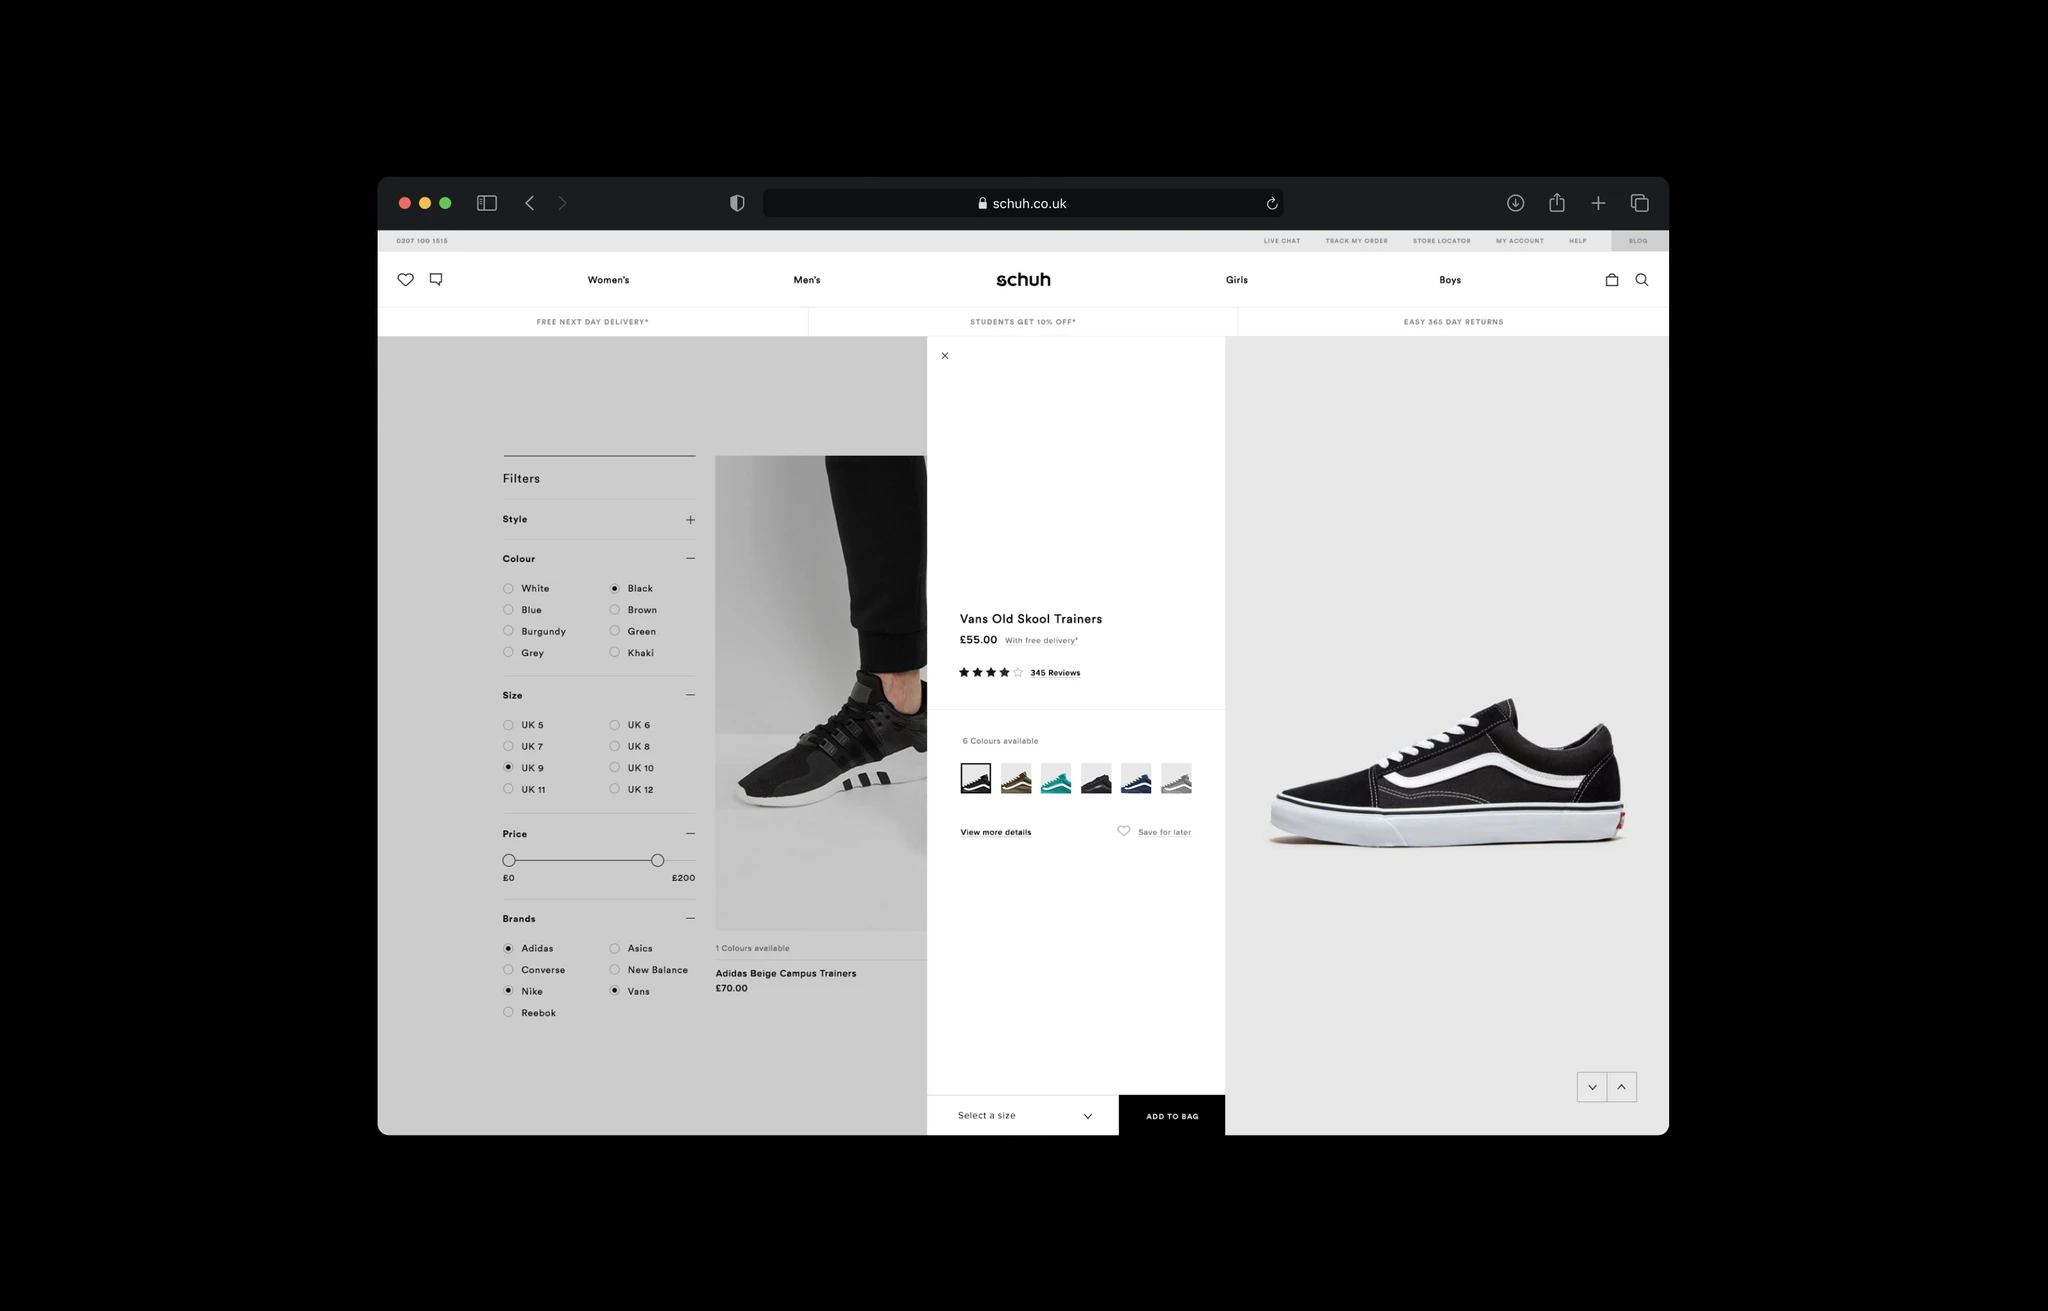 schuh.co.uk
0207 100 1515
LIVE CHAT
TRACK MY ORDER
STORE LOCATOR
MY ACCOUNT
HELP
BLOG
Women's
Men's
schuh
Girls
Boys
FREE NEXT DAY DELIVERY*
STUDENTS GET 10% OFF*
EASY 365 DAY RETURNS
Filters
Style
Colour
White
Black
Blue
Brown
Burgundy
Green
Grey
Khaki
Size
UK 5
UK 6
UK 7
UK 8
UK 9
UK 10
UK 11
UK 12
Price
£0
£200
Brands
Adidas
Asics
Converse
New Balance
Nike
Vans
Reebok
1 Colours available
Adidas Beige Campus Trainers
£70.00
Vans Old Skool Trainers
£55.00 With free delivery*
345 Reviews
6 Colours available
View more details
Save for later
Select a size
ADD TO BAG